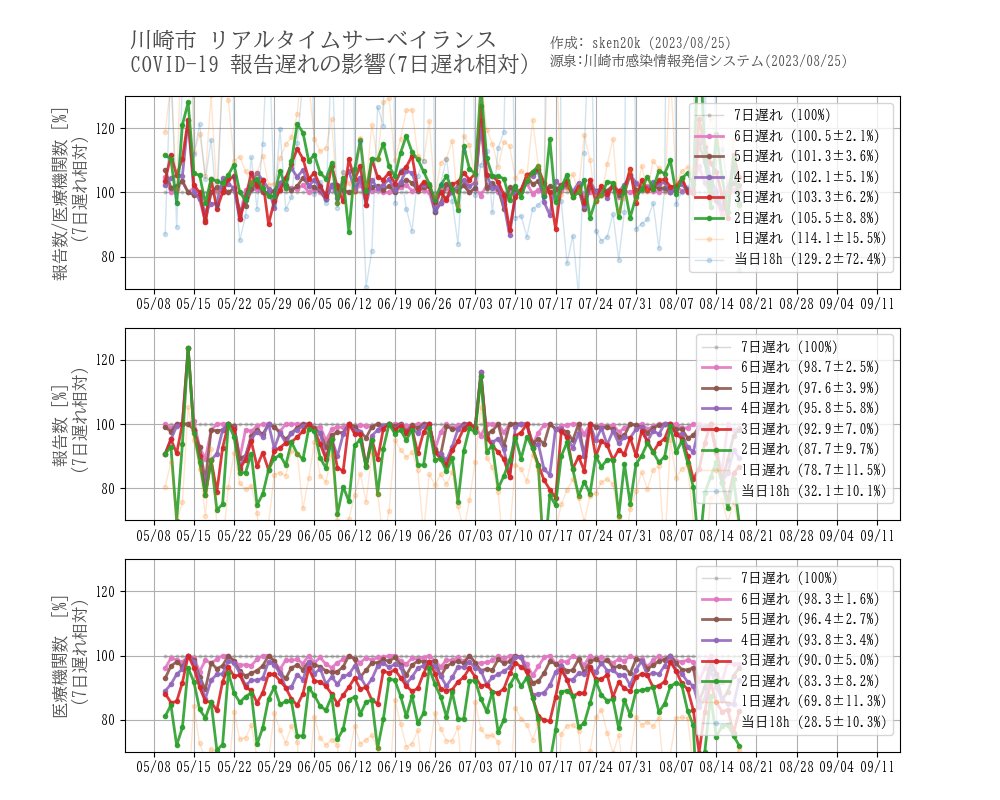 川崎市 リアルタイムサーベイランス
COVID-19 報告遅れの影響(7日遅れ相対)
作成: sken20k (2023/08/25)
源泉:川崎市感染情報発信システム(2023/08/25)
報告数/医療機関数 [%]
(7日遅れ相対)
120
100
80
7日遅れ (100%)
6日遅れ (100.5±2.1%)
5日遅れ (101.3±3.6%)
4日遅れ (102.1±5.1%)
3日遅れ (103.3±6.2%)
2日遅れ (105.5±8.8%)
1日遅れ (114.1±15.5%)
当日18h (129.2±72.4%)
05/08 05/15 05/22 05/29 06/05 06/12 06/19 06/26 07/03 07/10 07/17 07/24 07/31 08/07 08/14 08/21 08/28 09/04 09/11
報告数 [%]
(7日遅れ相対)
120
100
80
7日遅れ (100%)
6日遅れ (98.7±2.5%)
5日遅れ (97.6±3.9%)
4日遅れ (95.8±5.8%)
3日遅れ (92.9±7.0%)
2日遅れ (87.7±9.7%)
1日遅れ (78.7±11.5%)
当日18h (32.1±10.1%)
05/08 05/15 05/22 05/29 06/05 06/12 06/19 06/26 07/03 07/10 07/17 07/24 07/31 08/07 08/14 08/21 08/28 09/04 09/11
医療機関数 [%]
(7日遅れ相対)
120
100
80
7日遅れ (100%)
6日遅れ (98.3±1.6%)
5日遅れ (96.4±2.7%)
4日遅れ (93.8±3.4%)
3日遅れ (90.0±5.0%)
2日遅れ (83.3±8.2%)
1日遅れ (69.8±11.3%)
当日18h (28.5±10.3%)
05/08 05/15 05/22 05/29 06/05 06/12 06/19 06/26 07/03 07/10 07/17 07/24 07/31 08/07 08/14 08/21 08/28 09/04 09/11